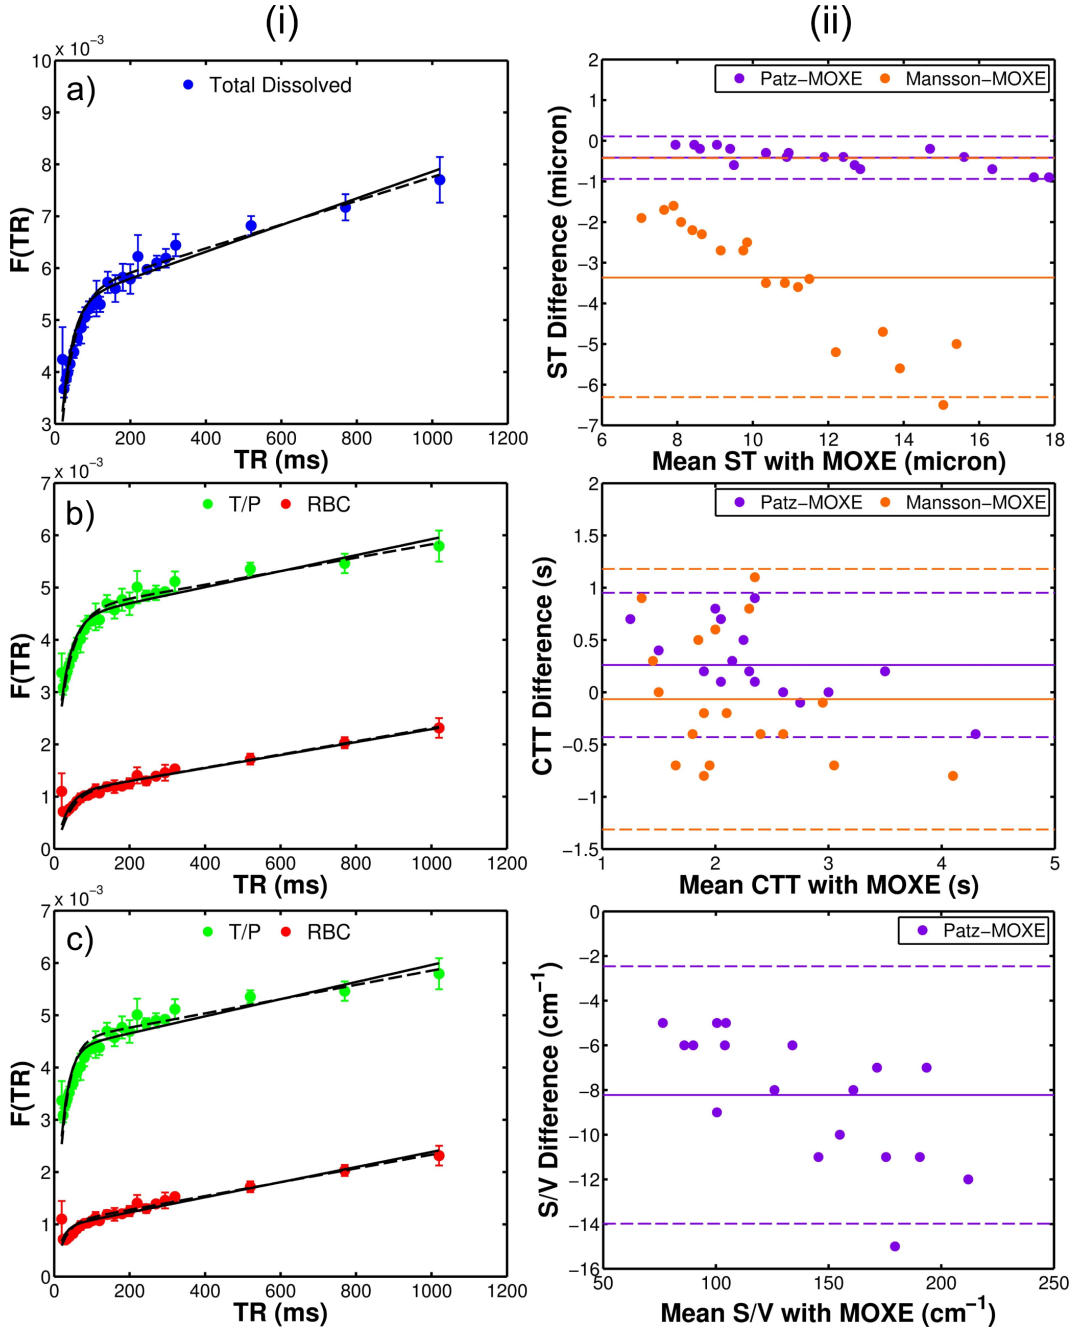 (i)
(ii)
x 10⁻³
a)
Total Dissolved
F(TR)
10
9
8
7
6
5
4
3
0 200 400 600 800 1000 1200
TR (ms)
Patz−MOXE Mansson−MOXE
ST Difference (micron)
2
1
0
−1
−2
−3
−4
−5
−6
−7
6 8 10 12 14 16 18
Mean ST with MOXE (micron)
x 10⁻³
b)
T/P RBC
F(TR)
7
6
5
4
3
2
1
0
0 200 400 600 800 1000 1200
TR (ms)
Patz−MOXE Mansson−MOXE
CTT Difference (s)
2
1.5
1
0.5
0
−0.5
−1
−1.5
1 2 3 4 5
Mean CTT with MOXE (s)
x 10⁻³
c)
T/P RBC
F(TR)
7
6
5
4
3
2
1
0
0 200 400 600 800 1000 1200
TR (ms)
Patz−MOXE
S/V Difference (cm⁻¹)
0
−2
−4
−6
−8
−10
−12
−14
−16
50 100 150 200 250
Mean S/V with MOXE (cm⁻¹)